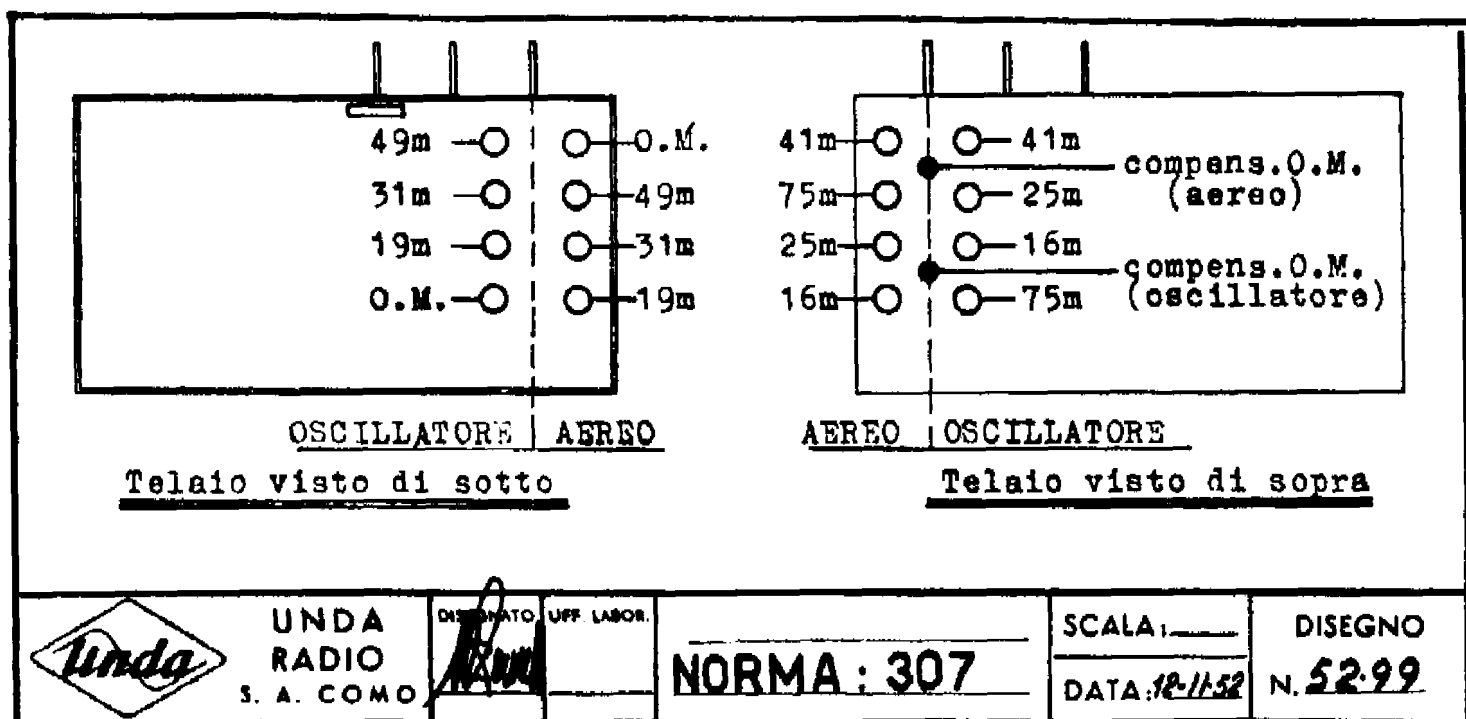 49m O.M.
31m 49m
19m 31m
O.M. 19m
OSCILLATORE AEREO
Telaio visto di sotto
41m 41m
compens.O.M.
(aereo)
75m 25m
25m 16m
compens.O.M.
(oscillatore)
16m 75m
AEREO OSCILLATORE
Telaio visto di sopra
unda
UNDA
RADIO
S. A. COMO
DISEGNATO
UFF. LABOR.
NORMA : 307
SCALA:
DATA: 18-11-52
DISEGNO
N. 52-99